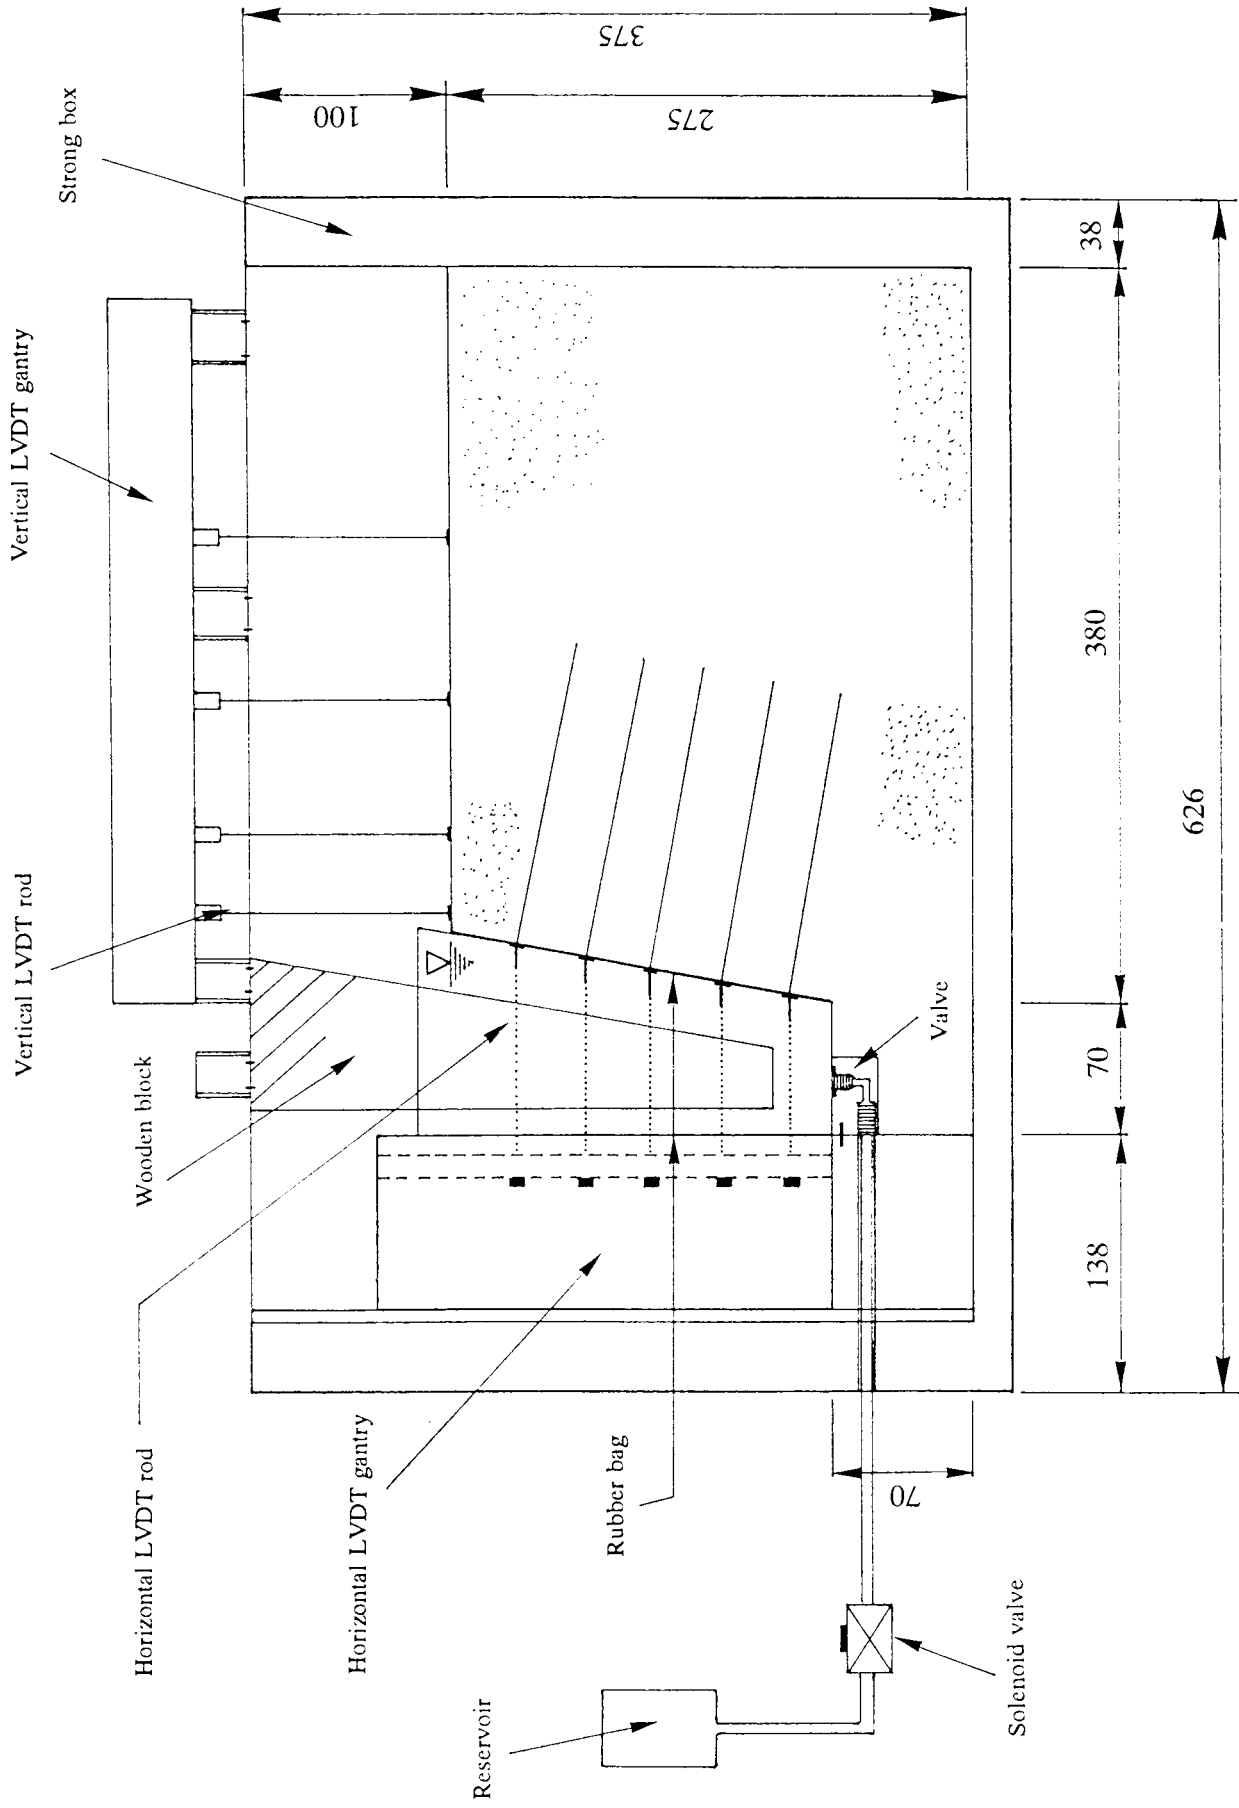 Vertical LVDT gantry
Strong box
Vertical LVDT rod
Wooden block
Horizontal LVDT rod
Horizontal LVDT gantry
Rubber bag
Reservoir
Solenoid valve
Valve
100
275
375
70
138
70
380
38
626